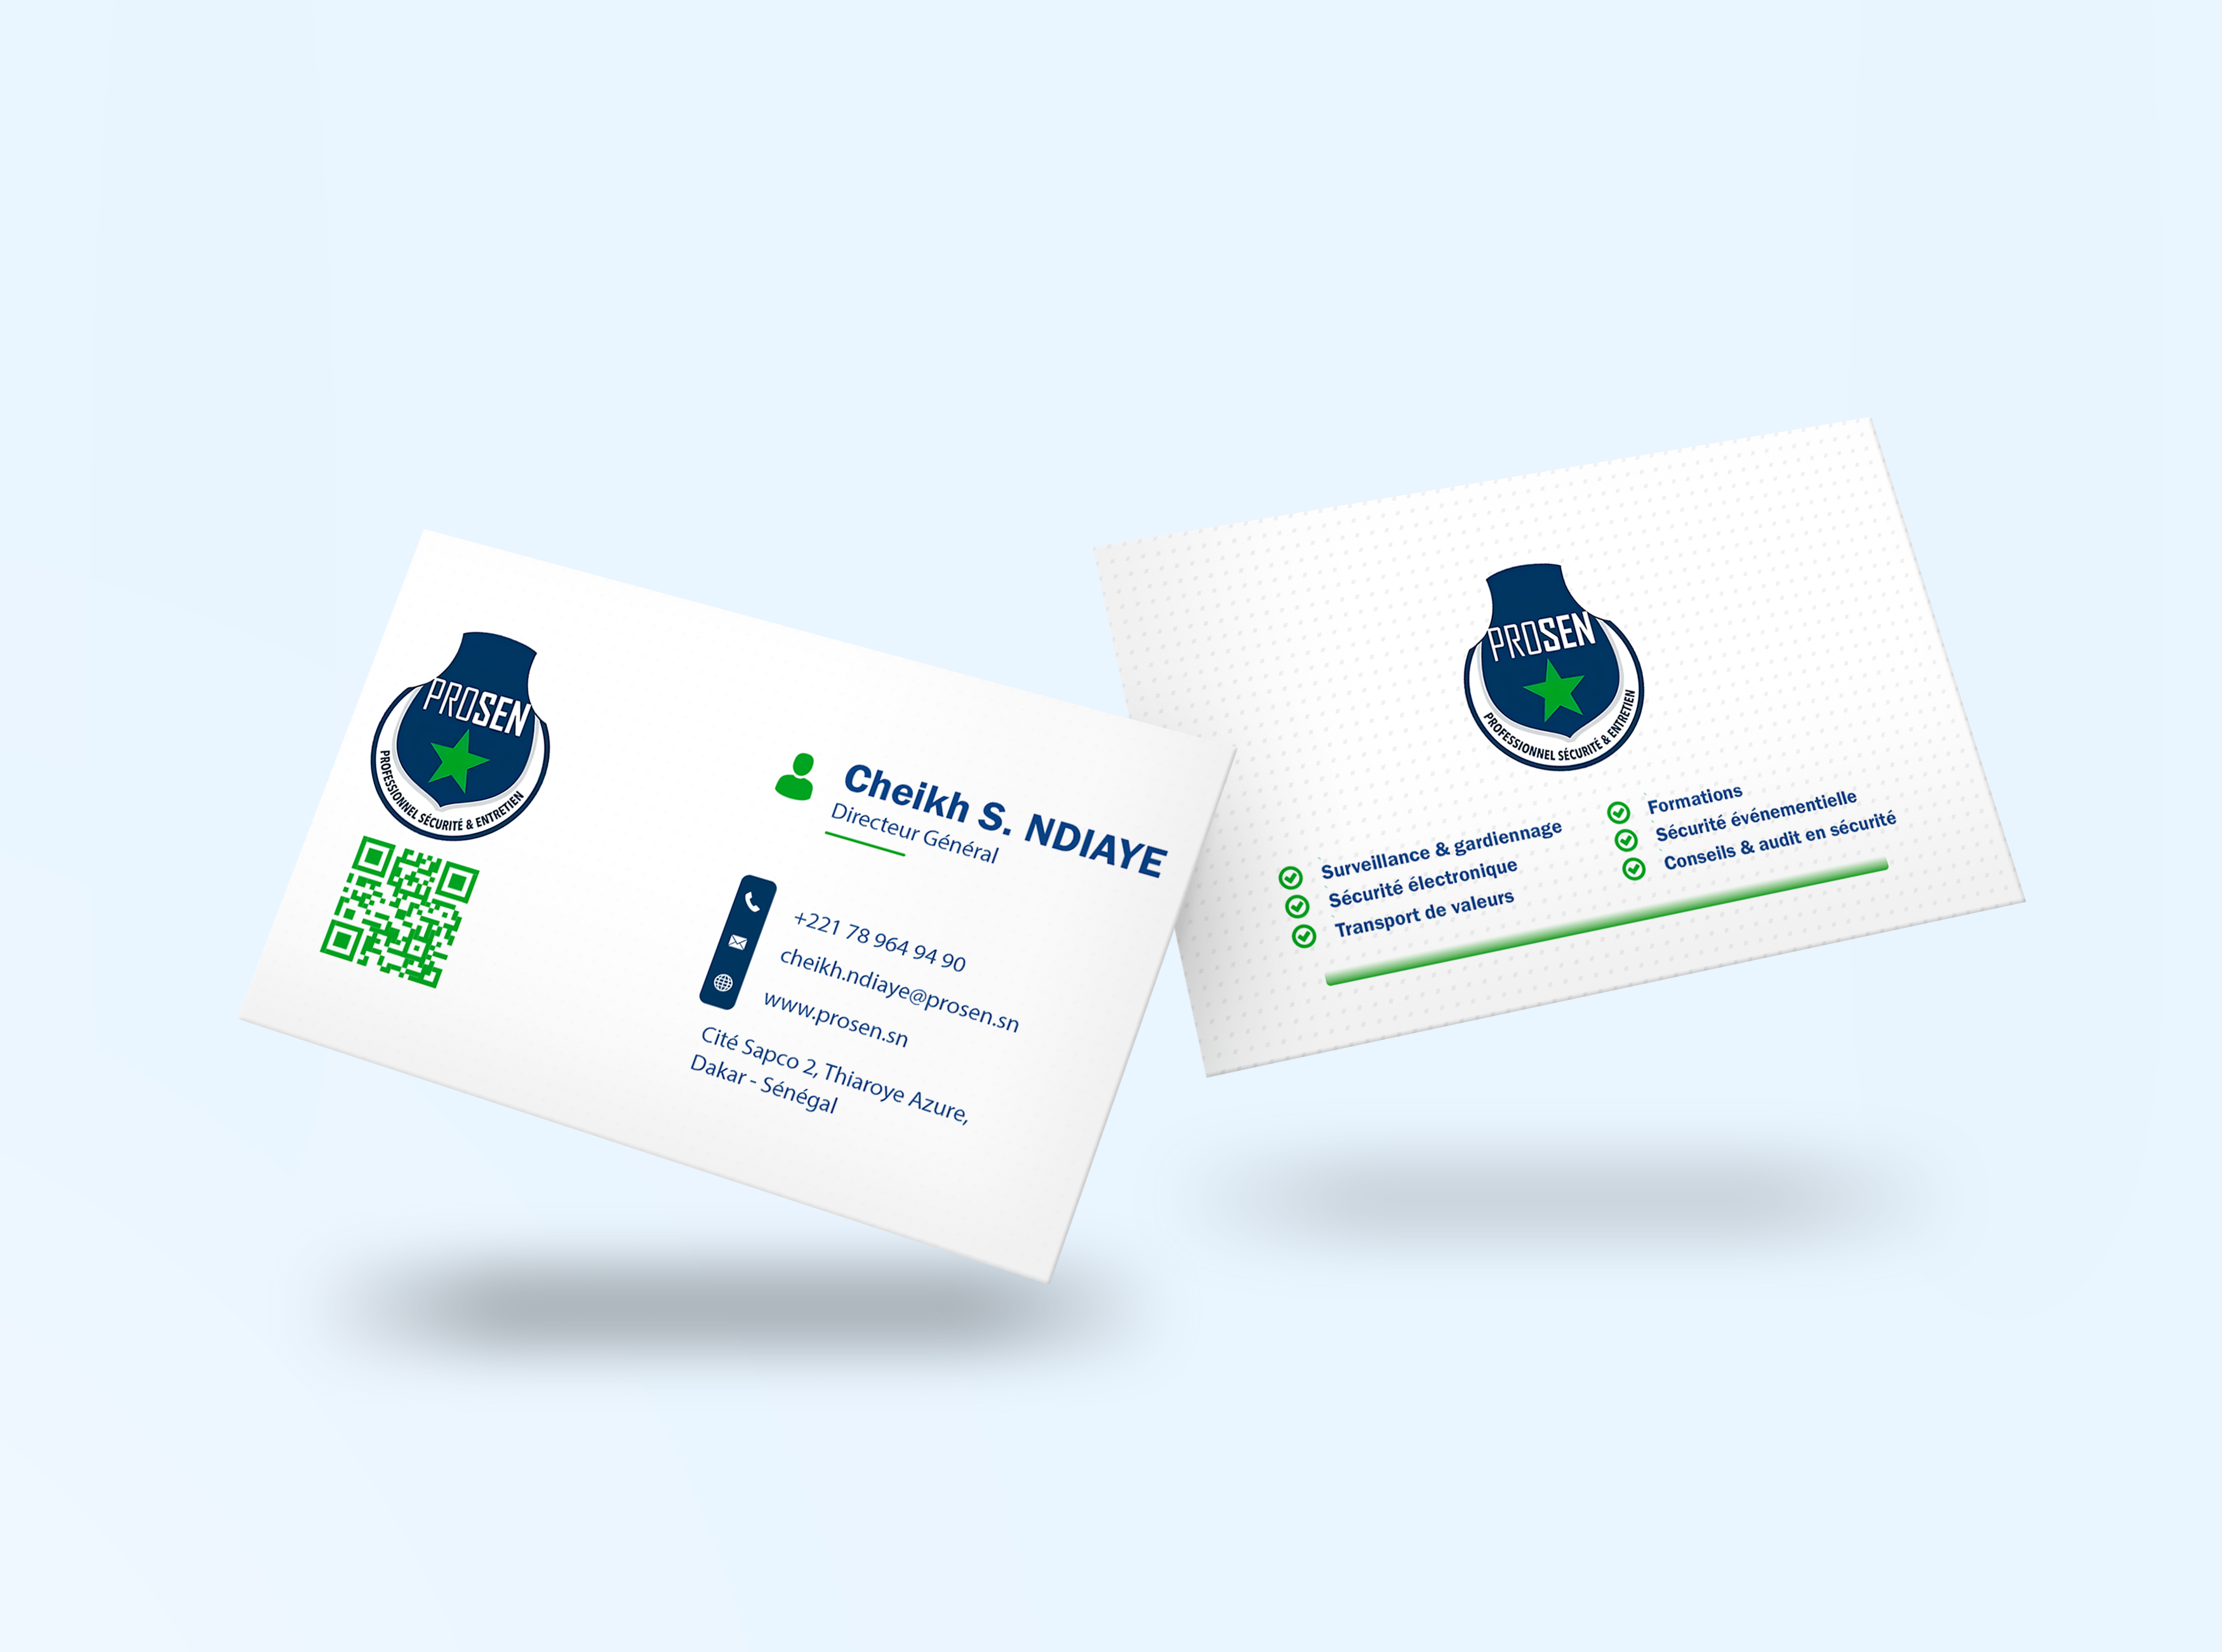 PROSEN
PROFESSIONNEL SÉCURITÉ & ENTRETIEN
Cheikh S. NDIAYE
Directeur Général
+221 78 964 94 90
cheikh.ndiaye@prosen.sn
www.prosen.sn
Cité Sapco 2, Thiaroye Azure,
Dakar - Sénégal
PROSEN
PROFESSIONNEL SÉCURITÉ & ENTRETIEN
Surveillance & gardiennage
Sécurité électronique
Transport de valeurs
Formations
Sécurité événementielle
Conseils & audit en sécurité